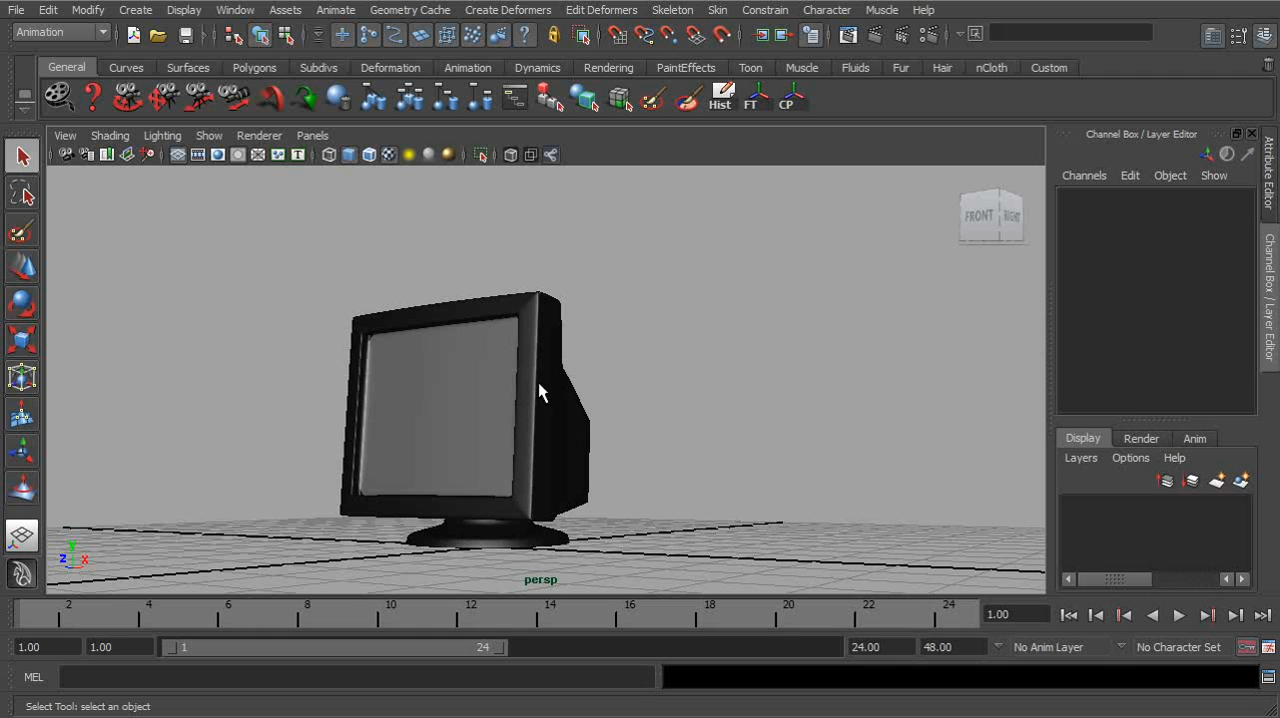 File Edit Modify Create Display Window Assets Animate Geometry Cache Create Deformers Edit Deformers Skeleton Skin Constrain Character Muscle Help
Animation
General Curves Surfaces Polygons Subdivs Deformation Animation Dynamics Rendering PaintEffects Toon Muscle Fluids Fur Hair nCloth Custom
Hist FT CP
View Shading Lighting Show Renderer Panels
Channel Box / Layer Editor
Channels Edit Object Show
Attribute Editor
Channel Box / Layer Editor
FRONT RIGHT
Display Render Anim
Layers Options Help
Y
Z X
persp
2 4 6 8 10 12 14 16 18 20 22 24 1.00
1.00 1.00 1 24 24.00 48.00 No Anim Layer No Character Set
MEL
Select Tool: select an object